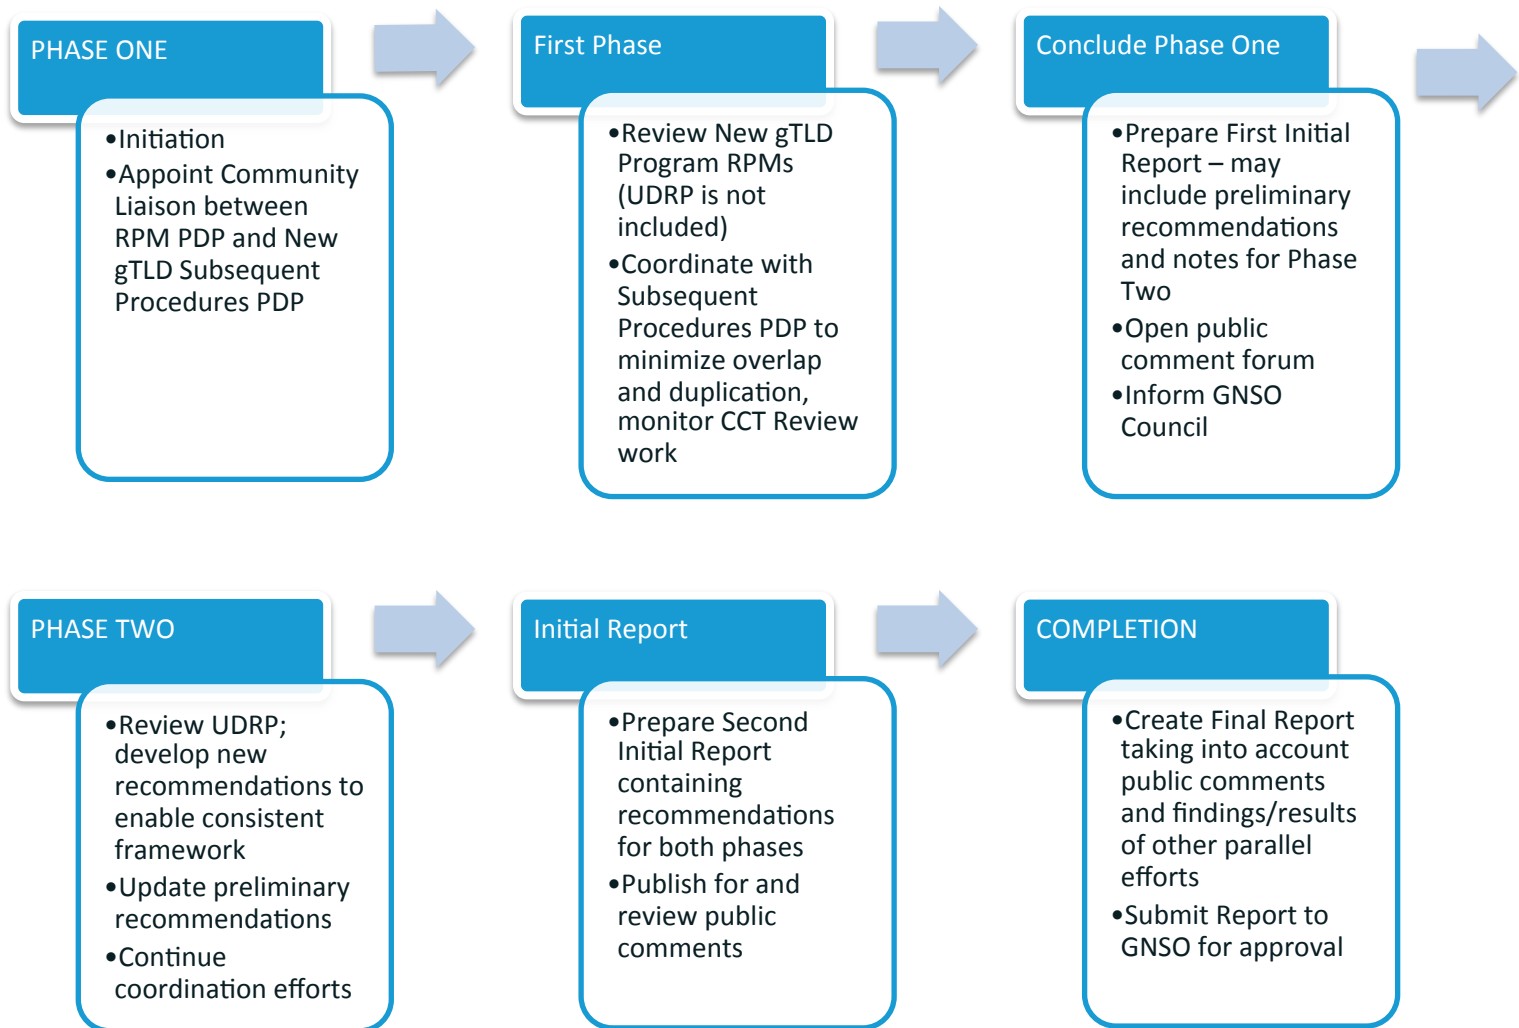 PHASE ONE
•Initiation
•Appoint Community
Liaison between
RPM PDP and New
gTLD Subsequent
Procedures PDP
First Phase
•Review New gTLD
Program RPMs
(UDRP is not
included)
•Coordinate with
Subsequent
Procedures PDP to
minimize overlap
and duplication,
monitor CCT Review
work
Conclude Phase One
•Prepare First Initial
Report – may
include preliminary
recommendations
and notes for Phase
Two
•Open public
comment forum
•Inform GNSO
Council
PHASE TWO
•Review UDRP;
develop new
recommendations to
enable consistent
framework
•Update preliminary
recommendations
•Continue
coordination efforts
Initial Report
•Prepare Second
Initial Report
containing
recommendations
for both phases
•Publish for and
review public
comments
COMPLETION
•Create Final Report
taking into account
public comments
and findings/results
of other parallel
efforts
•Submit Report to
GNSO for approval